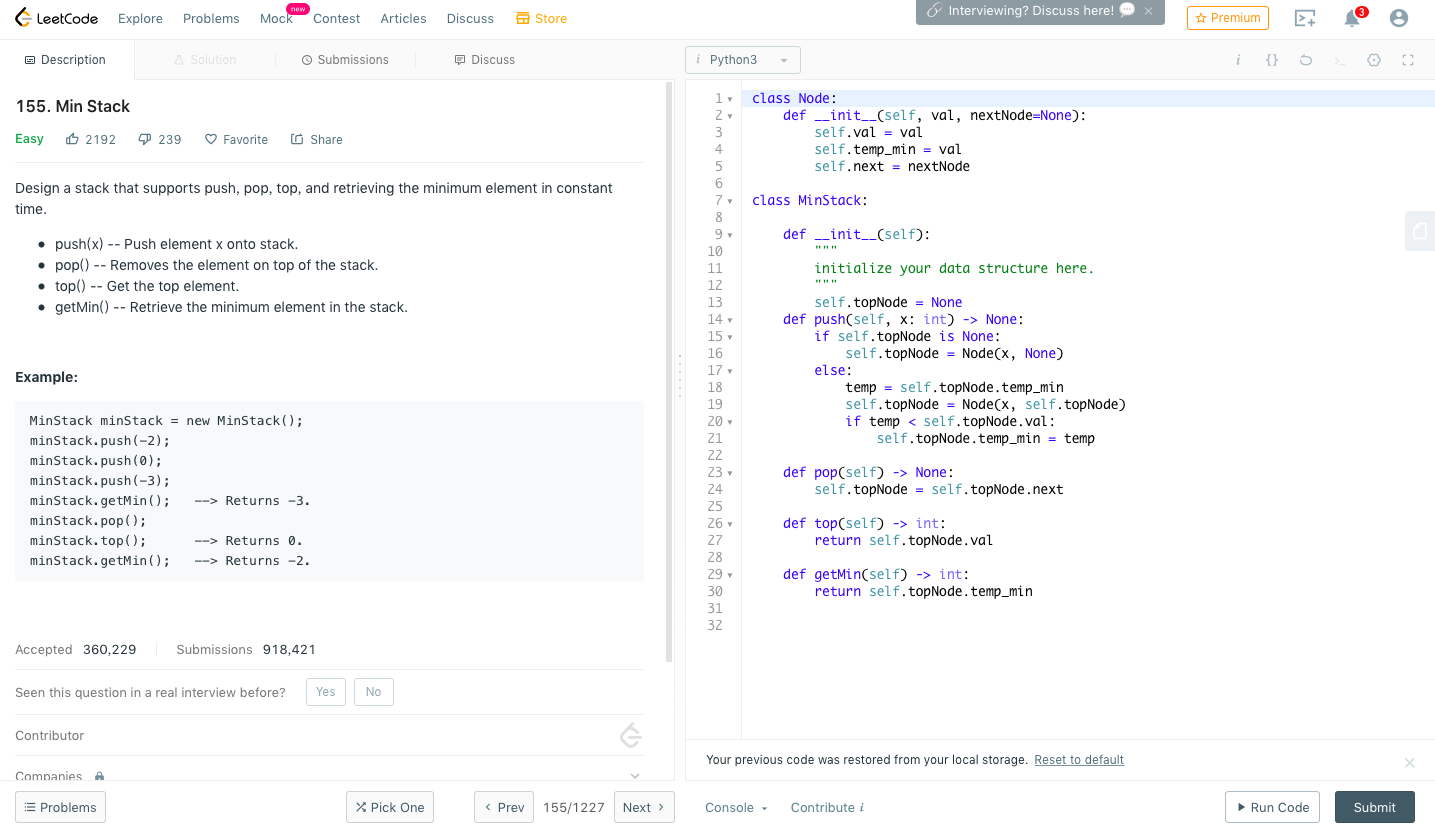 LeetCode Explore Problems Mock new Contest Articles Discuss Store Interviewing? Discuss here! 💬 × Premium 3
Description Solution Submissions Discuss
155. Min Stack
Easy 2192 239 Favorite Share
Design a stack that supports push, pop, top, and retrieving the minimum element in constant
time.
• push(x) -- Push element x onto stack.
• pop() -- Removes the element on top of the stack.
• top() -- Get the top element.
• getMin() -- Retrieve the minimum element in the stack.
Example:
MinStack minStack = new MinStack();
minStack.push(-2);
minStack.push(0);
minStack.push(-3);
minStack.getMin();   --> Returns -3.
minStack.pop();
minStack.top();      --> Returns 0.
minStack.getMin();   --> Returns -2.
Accepted 360,229 Submissions 918,421
Seen this question in a real interview before? Yes No
Contributor
Companies
Problems Pick One Prev 155/1227 Next
i Python3 i {} >_
1 class Node:
2     def __init__(self, val, nextNode=None):
3         self.val = val
4         self.temp_min = val
5         self.next = nextNode
6
7 class MinStack:
8
9     def __init__(self):
10         """
11         initialize your data structure here.
12         """
13         self.topNode = None
14     def push(self, x: int) -> None:
15         if self.topNode is None:
16             self.topNode = Node(x, None)
17         else:
18             temp = self.topNode.temp_min
19             self.topNode = Node(x, self.topNode)
20             if temp < self.topNode.val:
21                 self.topNode.temp_min = temp
22
23     def pop(self) -> None:
24         self.topNode = self.topNode.next
25
26     def top(self) -> int:
27         return self.topNode.val
28
29     def getMin(self) -> int:
30         return self.topNode.temp_min
31
32
Your previous code was restored from your local storage. Reset to default
Console Contribute i Run Code Submit